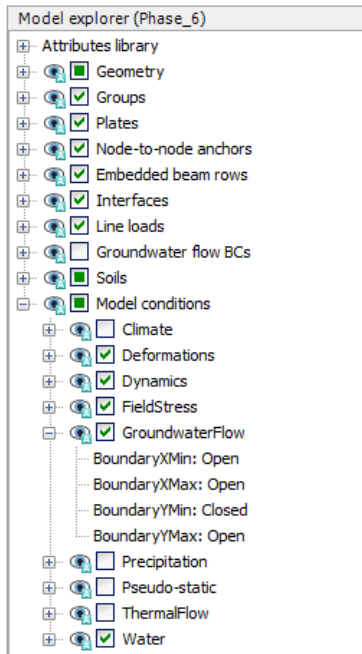 Model explorer (Phase_6)
Attributes library
Geometry
Groups
Plates
Node-to-node anchors
Embedded beam rows
Interfaces
Line loads
Groundwater flow BCs
Soils
Model conditions
Climate
Deformations
Dynamics
FieldStress
GroundwaterFlow
BoundaryXMin: Open
BoundaryXMax: Open
BoundaryYMin: Closed
BoundaryYMax: Open
Precipitation
Pseudo-static
ThermalFlow
Water